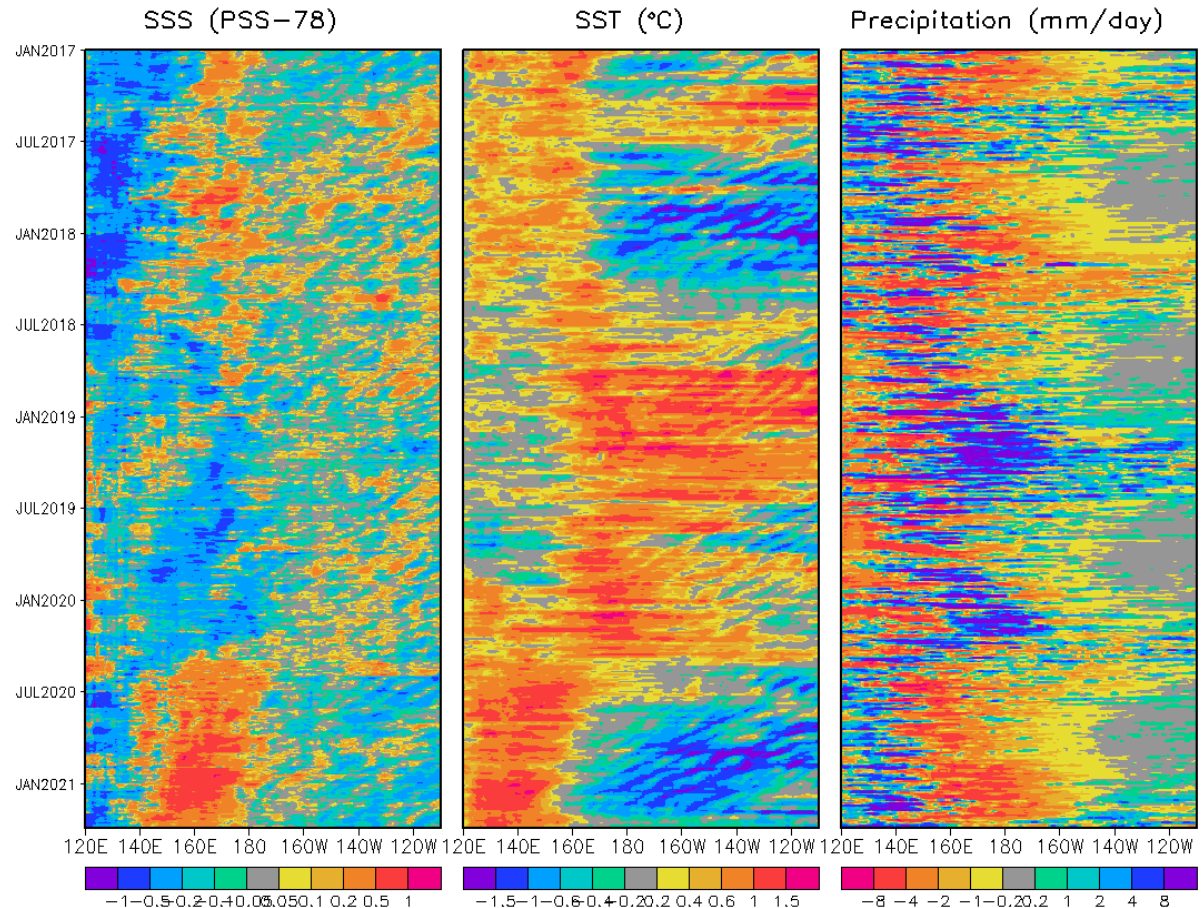 SSS (PSS-78) SST (°C) Precipitation (mm/day)
JAN2017
JUL2017
JAN2018
JUL2018
JAN2019
JUL2019
JAN2020
JUL2020
JAN2021
120E 140E 160E 180 160W 140W 120W 120E 140E 160E 180 160W 140W 120W 120E 140E 160E 180 160W 140W 120W
-1 -0.5 -0.2 -0.1 -0.05 0.05 0.1 0.2 0.5 1 -1.5 -1 -0.6 -0.4 -0.2 0.2 0.4 0.6 1 1.5 -8 -4 -2 -1 -0.2 0.2 1 2 4 8